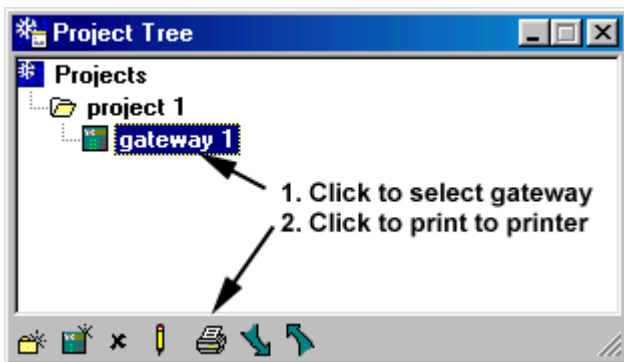 Project Tree
Projects
project 1
gateway 1
1. Click to select gateway
2. Click to print to printer